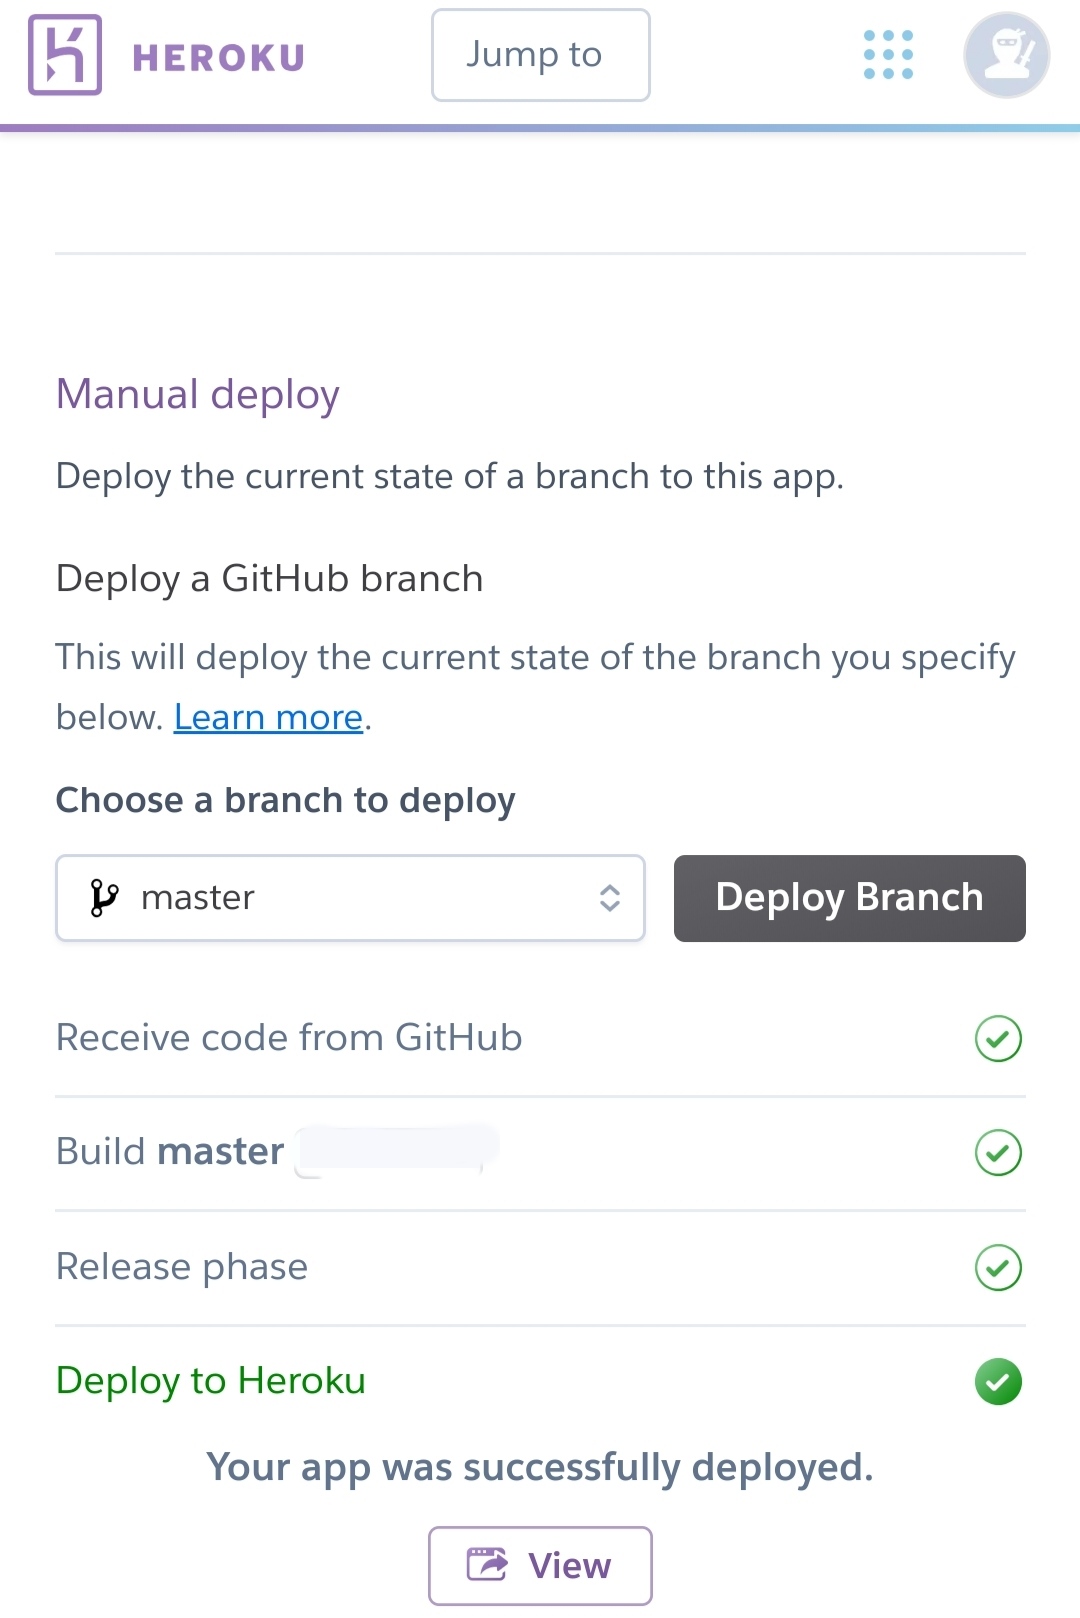 HEROKU
Jump to
Manual deploy
Deploy the current state of a branch to this app.
Deploy a GitHub branch
This will deploy the current state of the branch you specify
below. Learn more.
Choose a branch to deploy
master
Deploy Branch
Receive code from GitHub
Build master
Release phase
Deploy to Heroku
Your app was successfully deployed.
View